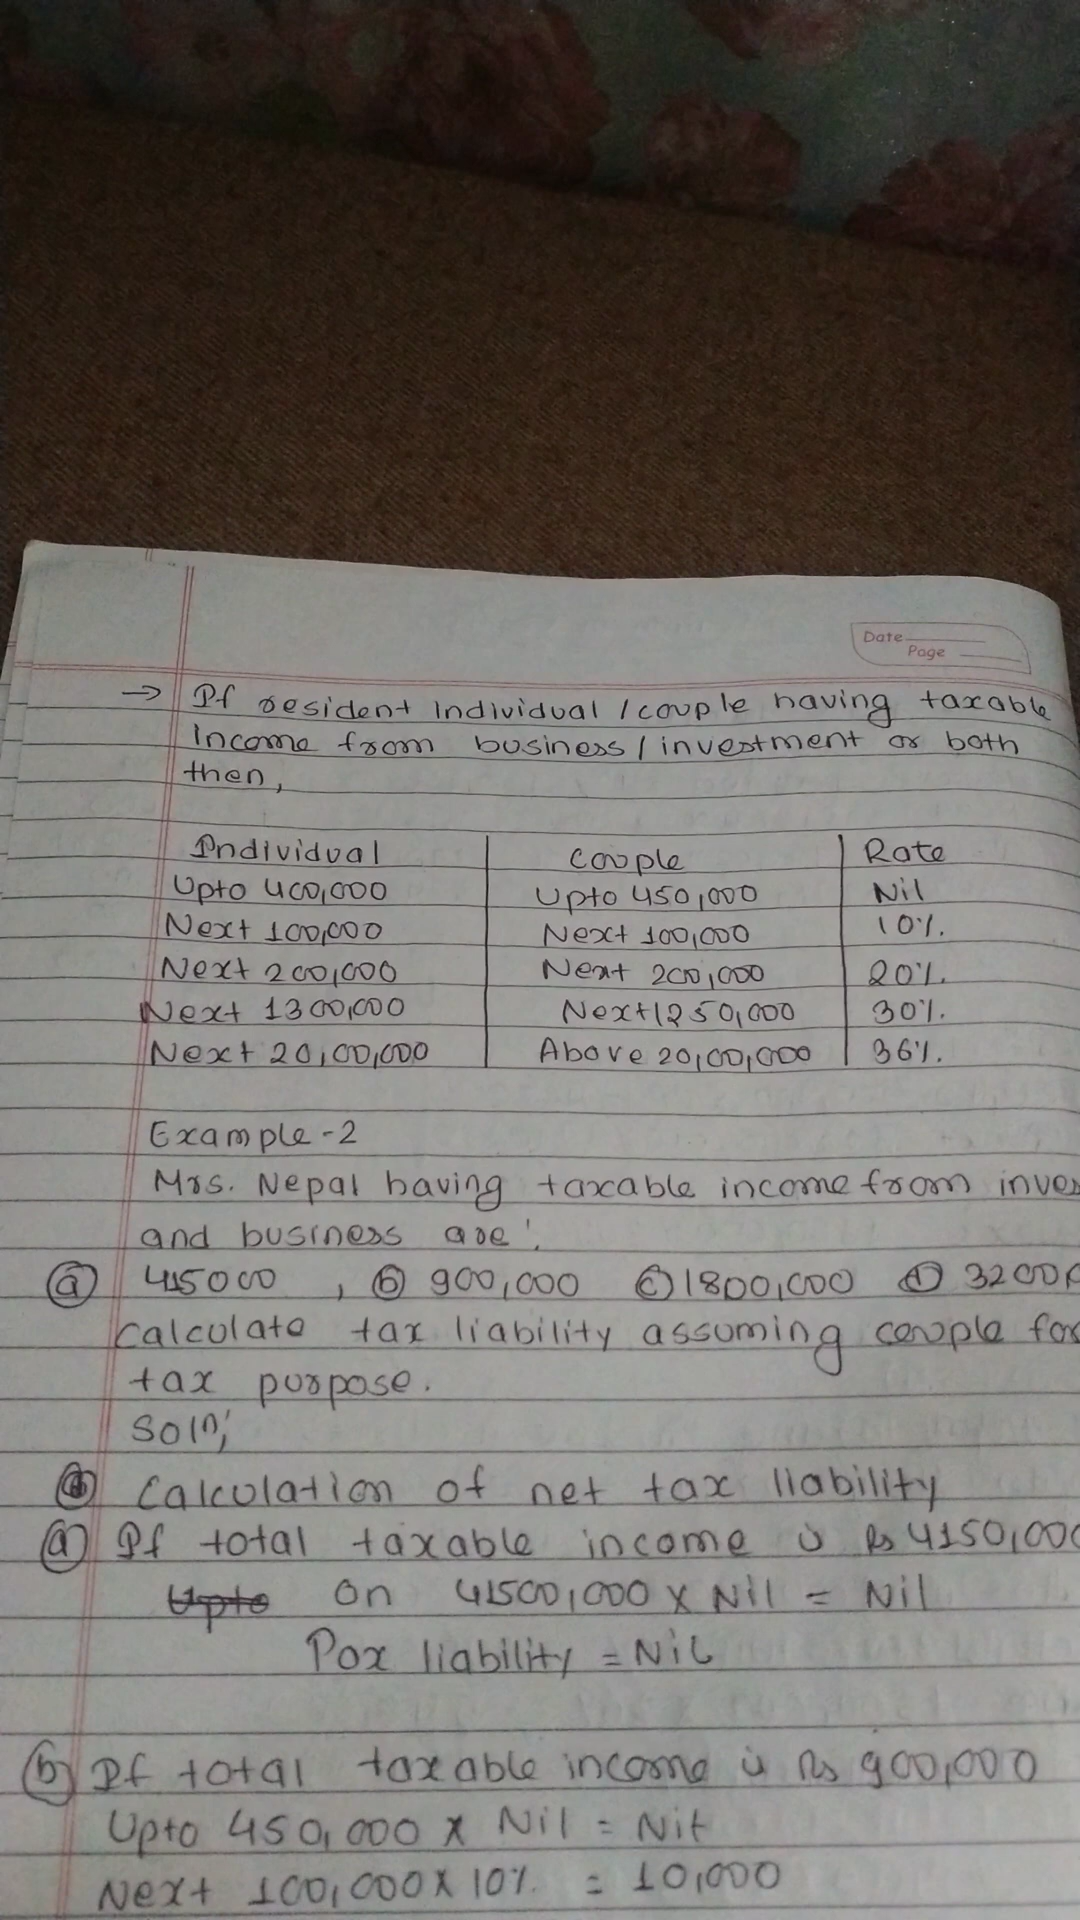 Date
Page
→ If resident individual / couple having taxable
income from business / investment or both
then,
Individual Couple Rate
Upto 400,000 Upto 450,000 Nil
Next 100,000 Next 100,000 10%
Next 200,000 Next 200,000 20%
Next 1300,000 Next 1250,000 30%
Next 20,00,000 Above 20,00,000 36%
Example-2
Mrs. Nepal having taxable income from inves
and business are:
(a) 415000 , (b) 900,000 (c) 1800,000 (d) 32000
Calculate tax liability assuming couple for
tax purpose.
Soln;
Calculation of net tax liability
(a) If total taxable income is Rs 4150,000
Upto on 41500,000 x Nil = Nil
Pax liability = Nil
(b) If total taxable income is Rs 900,000
Upto 450,000 x Nil = Nil
Next 100,000 x 10% = 10,000